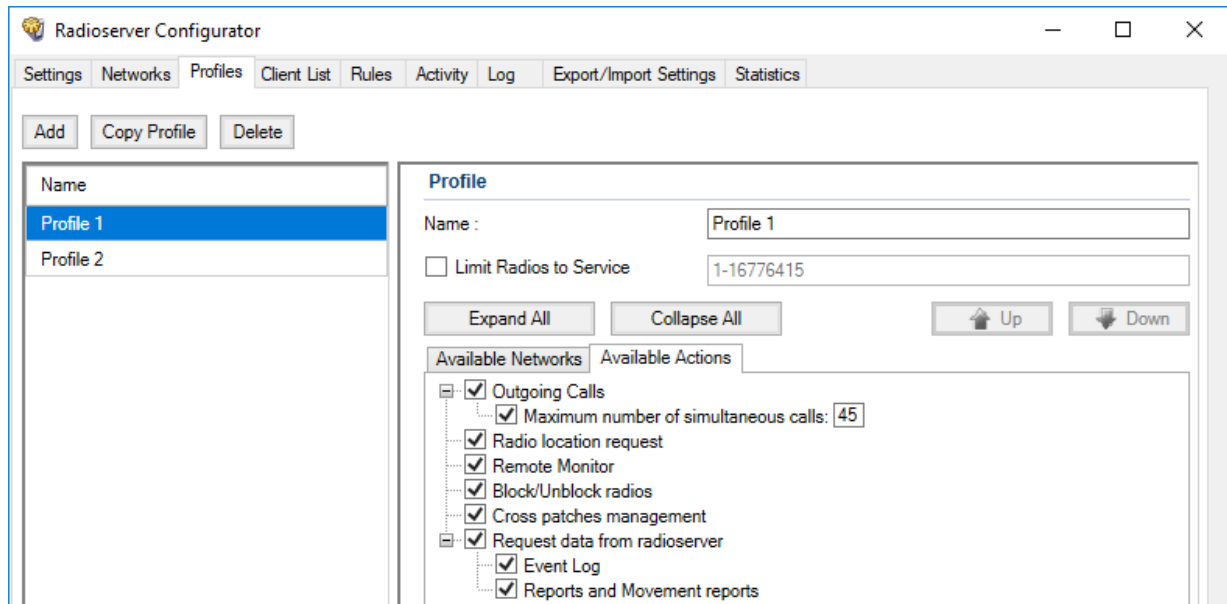 Radioserver Configurator
Settings Networks Profiles Client List Rules Activity Log Export/Import Settings Statistics
Add Copy Profile Delete
Name
Profile 1
Profile 2
Profile
Name : Profile 1
Limit Radios to Service 1-16776415
Expand All Collapse All Up Down
Available Networks Available Actions
Outgoing Calls
Maximum number of simultaneous calls: 45
Radio location request
Remote Monitor
Block/Unblock radios
Cross patches management
Request data from radioserver
Event Log
Reports and Movement reports